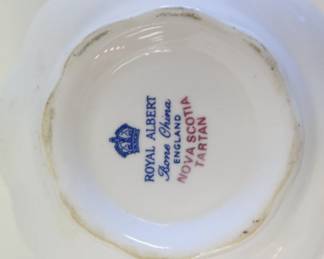 ROYAL ALBERT
Bone China
ENGLAND
NOVA SCOTIA
TARTAN